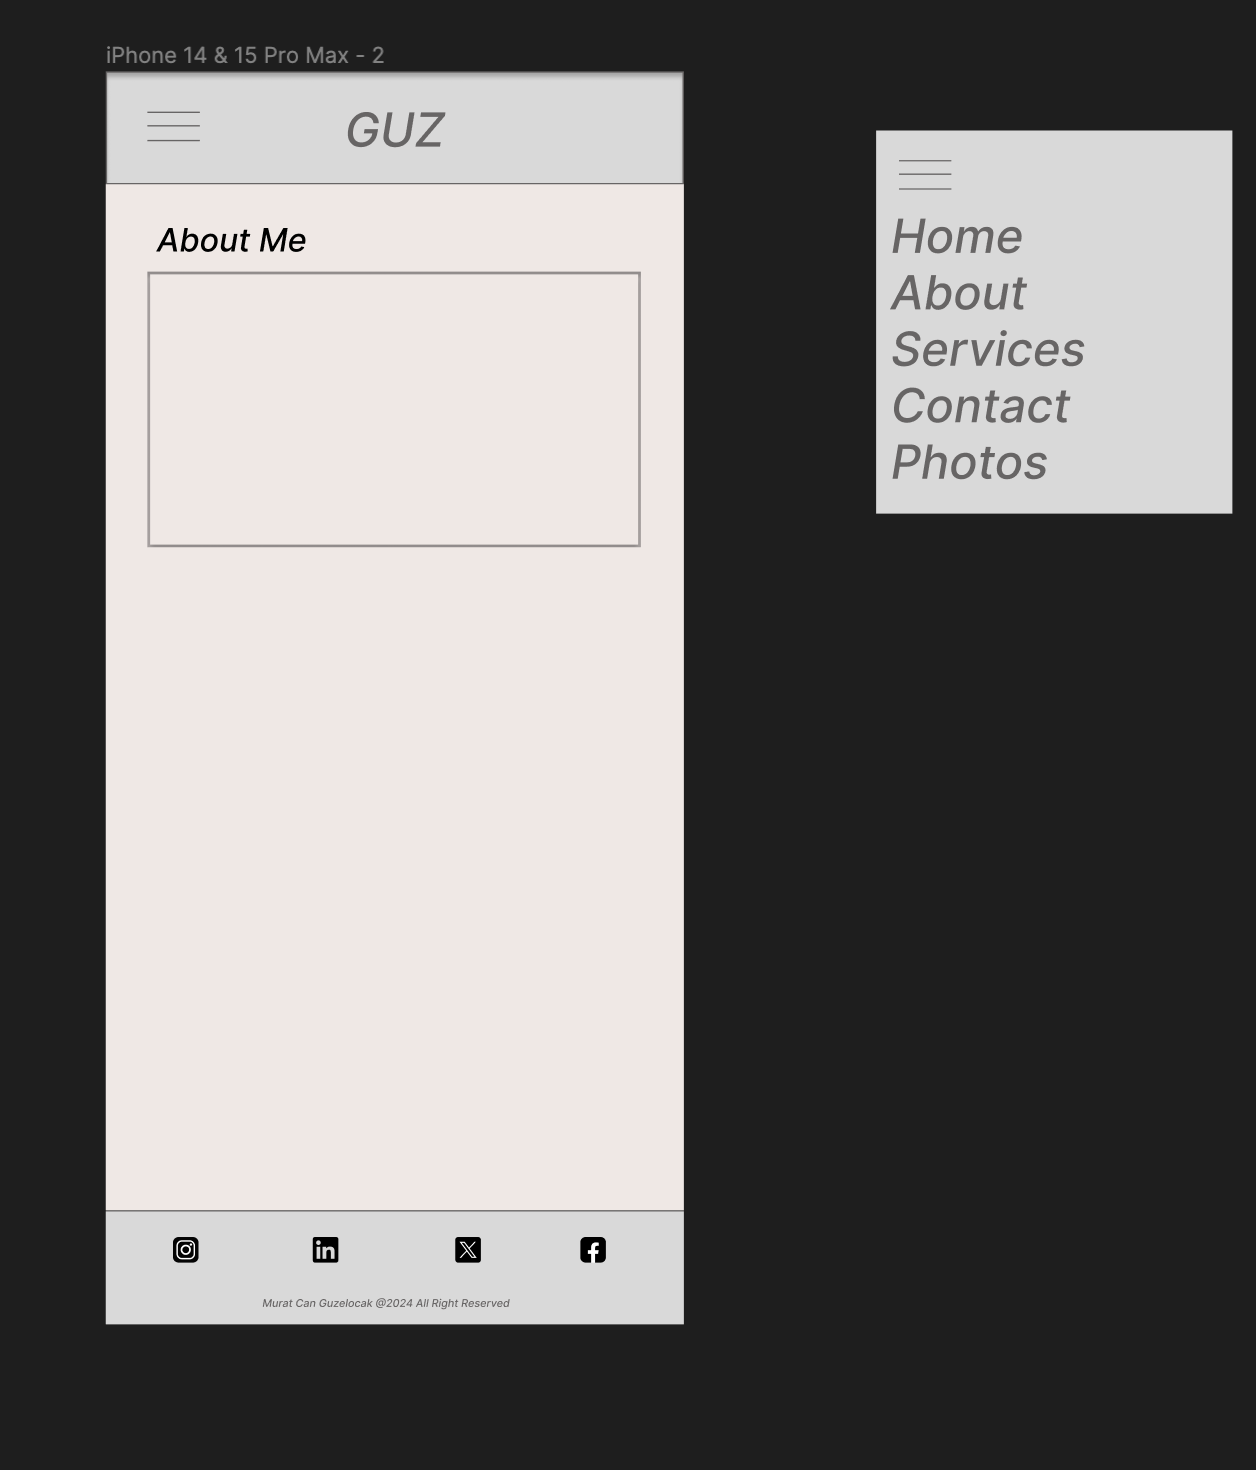 iPhone 14 & 15 Pro Max - 2
GUZ
About Me
in
Murat Can Guzelocak @2024 All Right Reserved
Home
About
Services
Contact
Photos